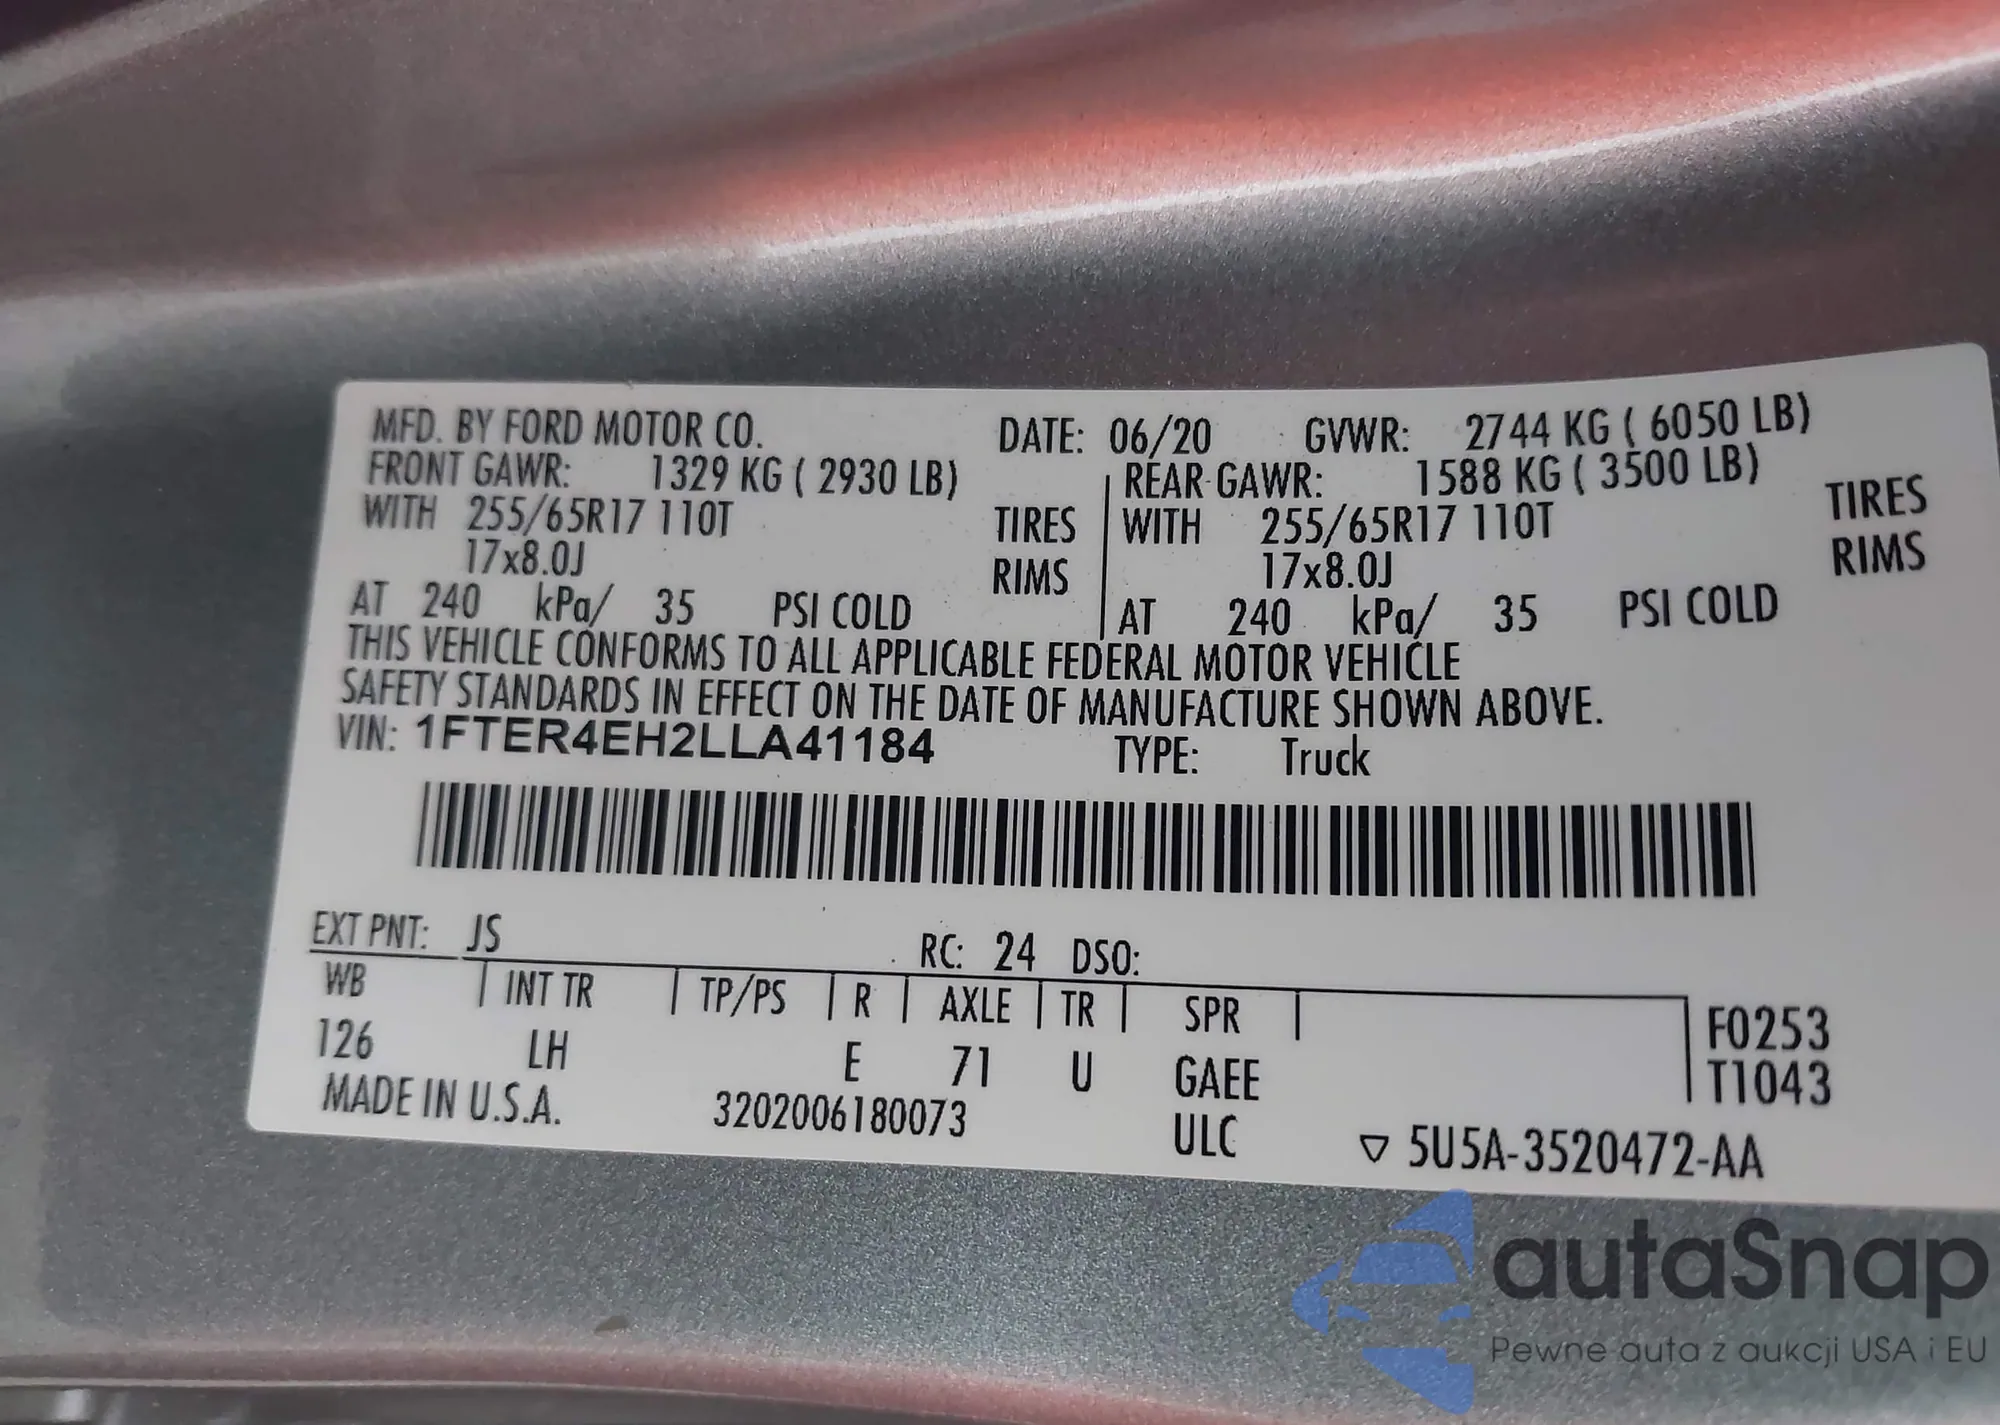 MFD. BY FORD MOTOR CO. DATE: 06/20 GVWR: 2744 KG ( 6050 LB)
FRONT GAWR: 1329 KG ( 2930 LB) REAR GAWR: 1588 KG ( 3500 LB)
WITH 255/65R17 110T TIRES WITH 255/65R17 110T TIRES
17x8.0J RIMS 17x8.0J RIMS
AT 240 kPa/ 35 PSI COLD AT 240 kPa/ 35 PSI COLD
THIS VEHICLE CONFORMS TO ALL APPLICABLE FEDERAL MOTOR VEHICLE
SAFETY STANDARDS IN EFFECT ON THE DATE OF MANUFACTURE SHOWN ABOVE.
VIN: 1FTER4EH2LLA41184 TYPE: Truck
EXT PNT: JS RC: 24 DSO:
WB INT TR TP/PS R AXLE TR SPR F0253
126 LH E 71 U GAEE T1043
MADE IN U.S.A. 3202006180073 ULC ▽ 5U5A-3520472-AA
autaSnap
Pewne auta z aukcji USA i EU